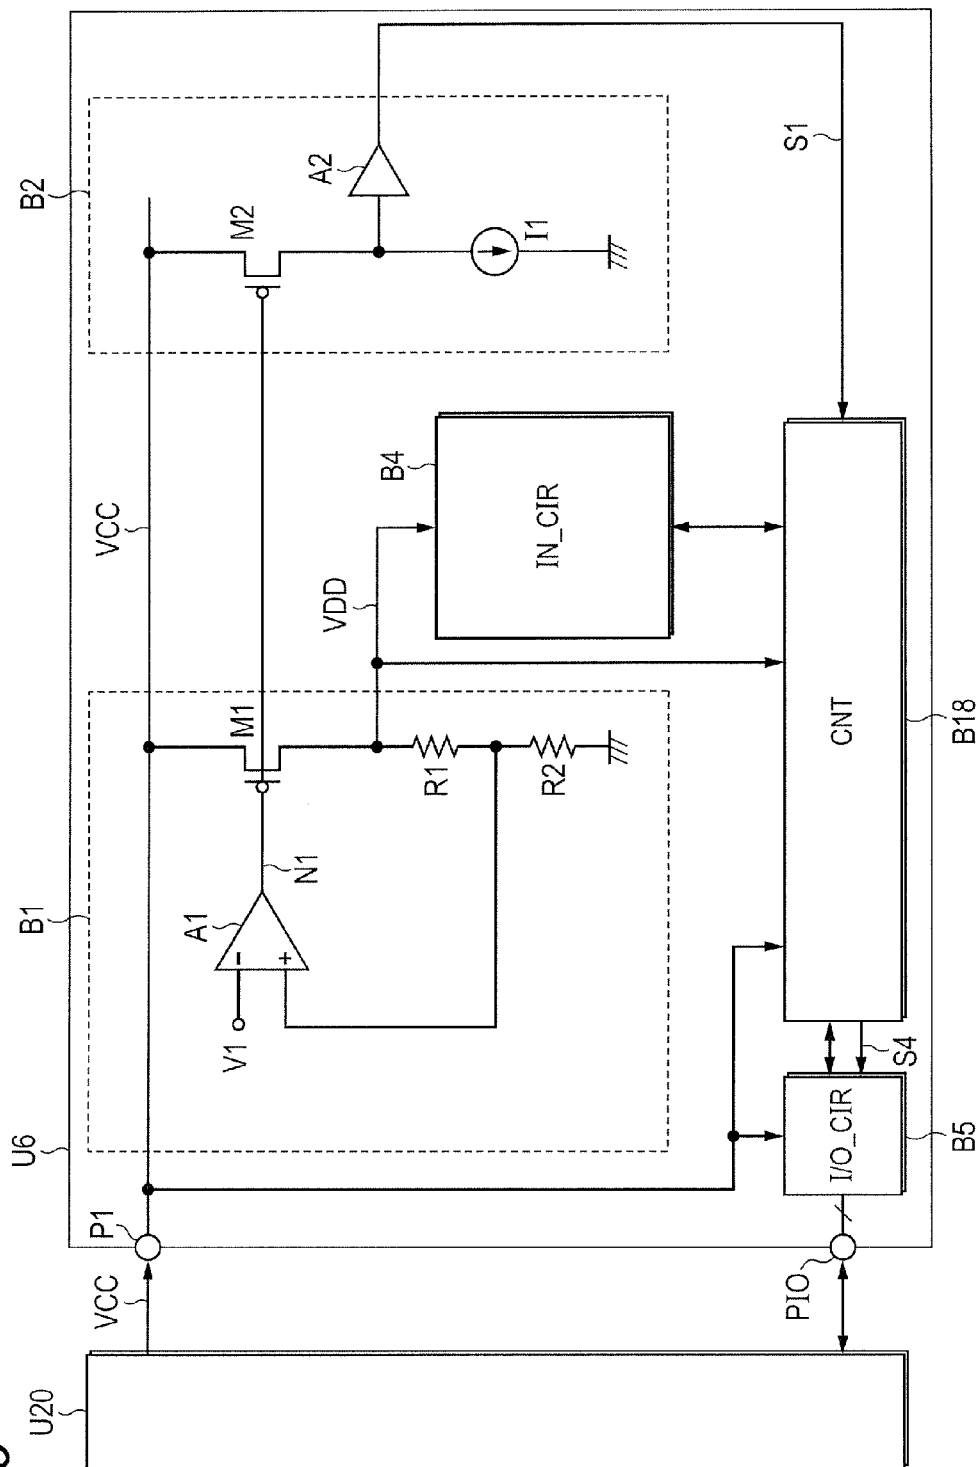 U20
VCC
P1
PIO
U6
B1
VCC
B2
V1
A1
-
+
N1
M1
R1
R2
VDD
B4
IN_CIR
M2
A2
I1
S1
I/O_CIR
B5
S4
CNT
B18